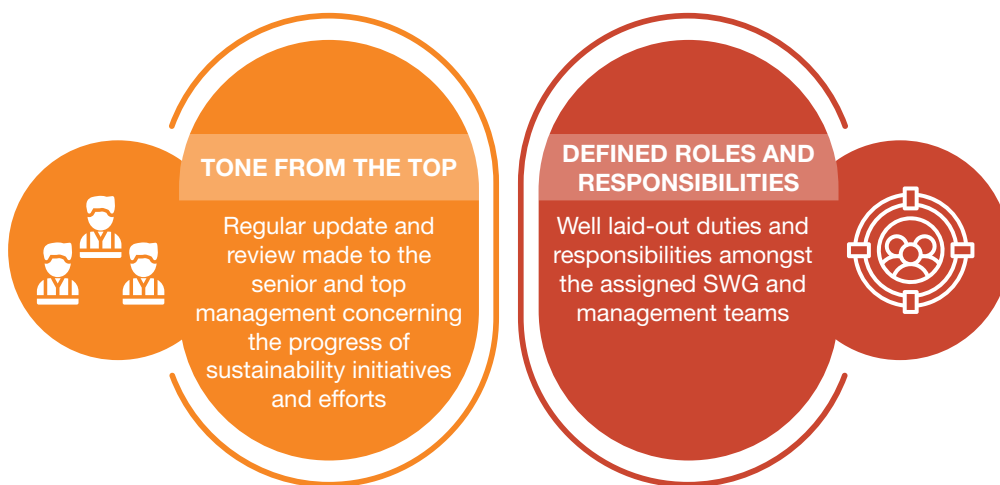 TONE FROM THE TOP
Regular update and
review made to the
senior and top
management concerning
the progress of
sustainability initiatives
and efforts
DEFINED ROLES AND
RESPONSIBILITIES
Well laid-out duties and
responsibilities amongst
the assigned SWG and
management teams